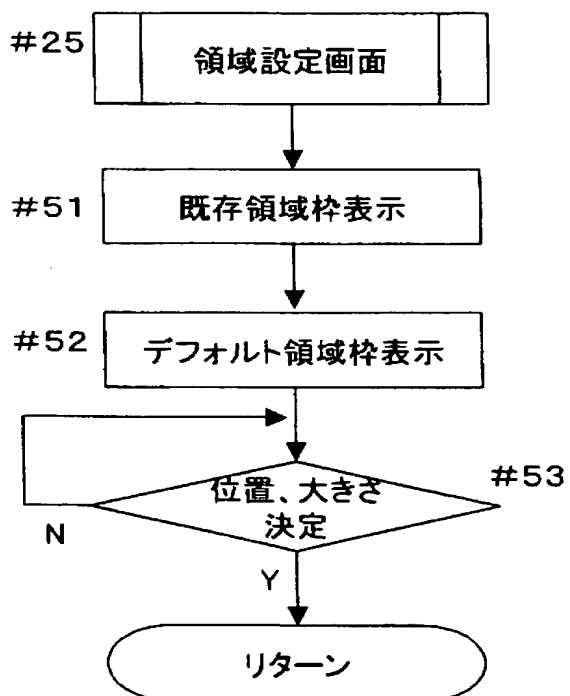 #25
領域設定画面
#51
既存領域枠表示
#52
デフォルト領域枠表示
#53
位置、大きさ
決定
N
Y
リターン